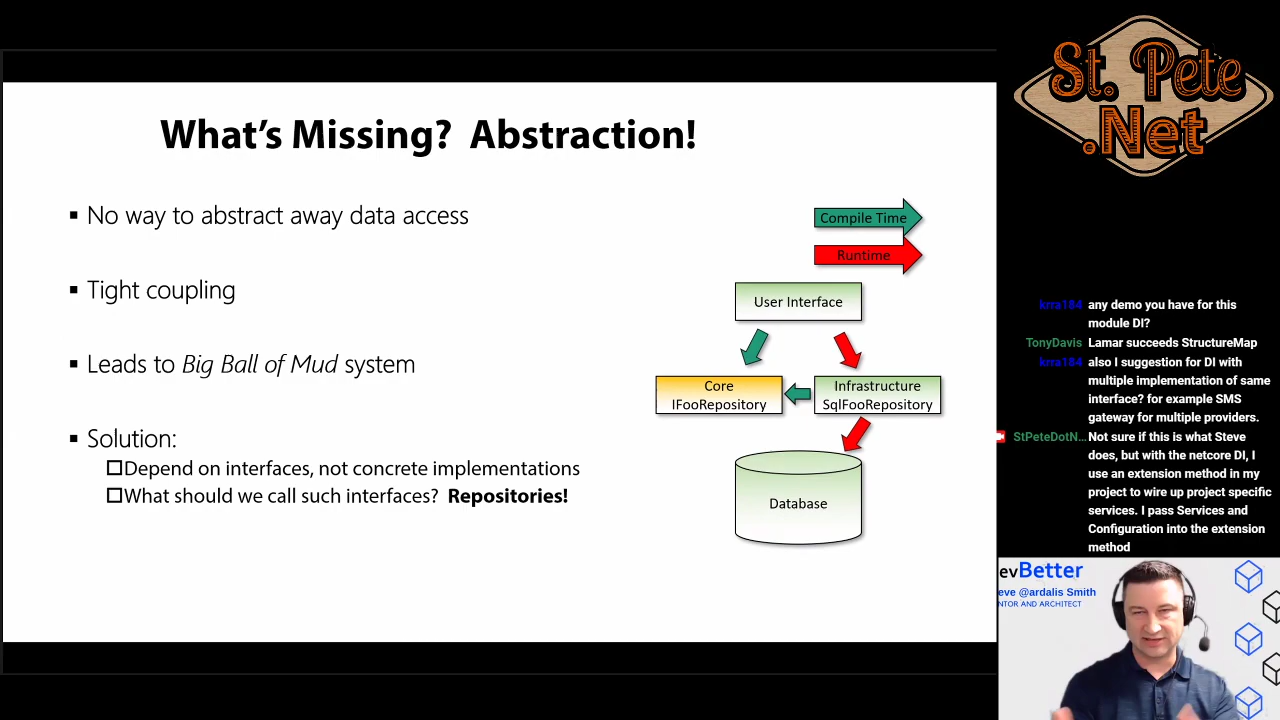 What's Missing? Abstraction!
No way to abstract away data access
Tight coupling
Leads to Big Ball of Mud system
Solution:
Depend on interfaces, not concrete implementations
What should we call such interfaces? Repositories!
Compile Time
Runtime
User Interface
Core
IFooRepository
Infrastructure
SqlFooRepository
Database
St. Pete
.Net
krra184 any demo you have for this
module DI?
TonyDavis Lamar succeeds StructureMap
krra184 also I suggestion for DI with
multiple implementation of same
interface? for example SMS
gateway for multiple providers.
StPeteDotN... Not sure if this is what Steve
does, but with the netcore DI, I
use an extension method in my
project to wire up project specific
services. I pass Services and
Configuration into the extension
method
evBetter
eve @ardalis Smith
NTOR AND ARCHITECT